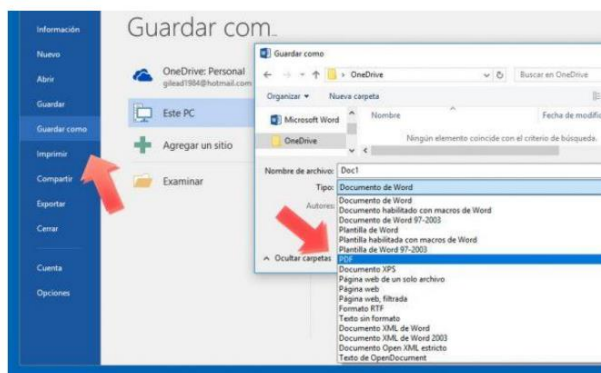 Información
Nuevo
Abrir
Guardar
Guardar como
Imprimir
Compartir
Exportar
Cerrar
Cuenta
Opciones
Guardar com...
OneDrive: Personal
gilead1984@hotmail.com
Este PC
Agregar un sitio
Examinar
Guardar como
OneDrive
Buscar en OneDrive
Organizar
Nueva carpeta
Microsoft Word
OneDrive
Nombre
Fecha de modific
Ningún elemento coincide con el criterio de búsqueda.
Nombre de archivo: Doc1
Tipo: Documento de Word
Autores:
Documento de Word
Documento habilitado con macros de Word
Documento de Word 97-2003
Plantilla de Word
Plantilla habilitada con macros de Word
Plantilla de Word 97-2003
PDF
Documento XPS
Página web de un solo archivo
Página web
Página web, filtrada
Formato RTF
Texto sin formato
Documento XML de Word
Documento XML de Word 2003
Documento Open XML estricto
Texto de OpenDocument
Ocultar carpetas